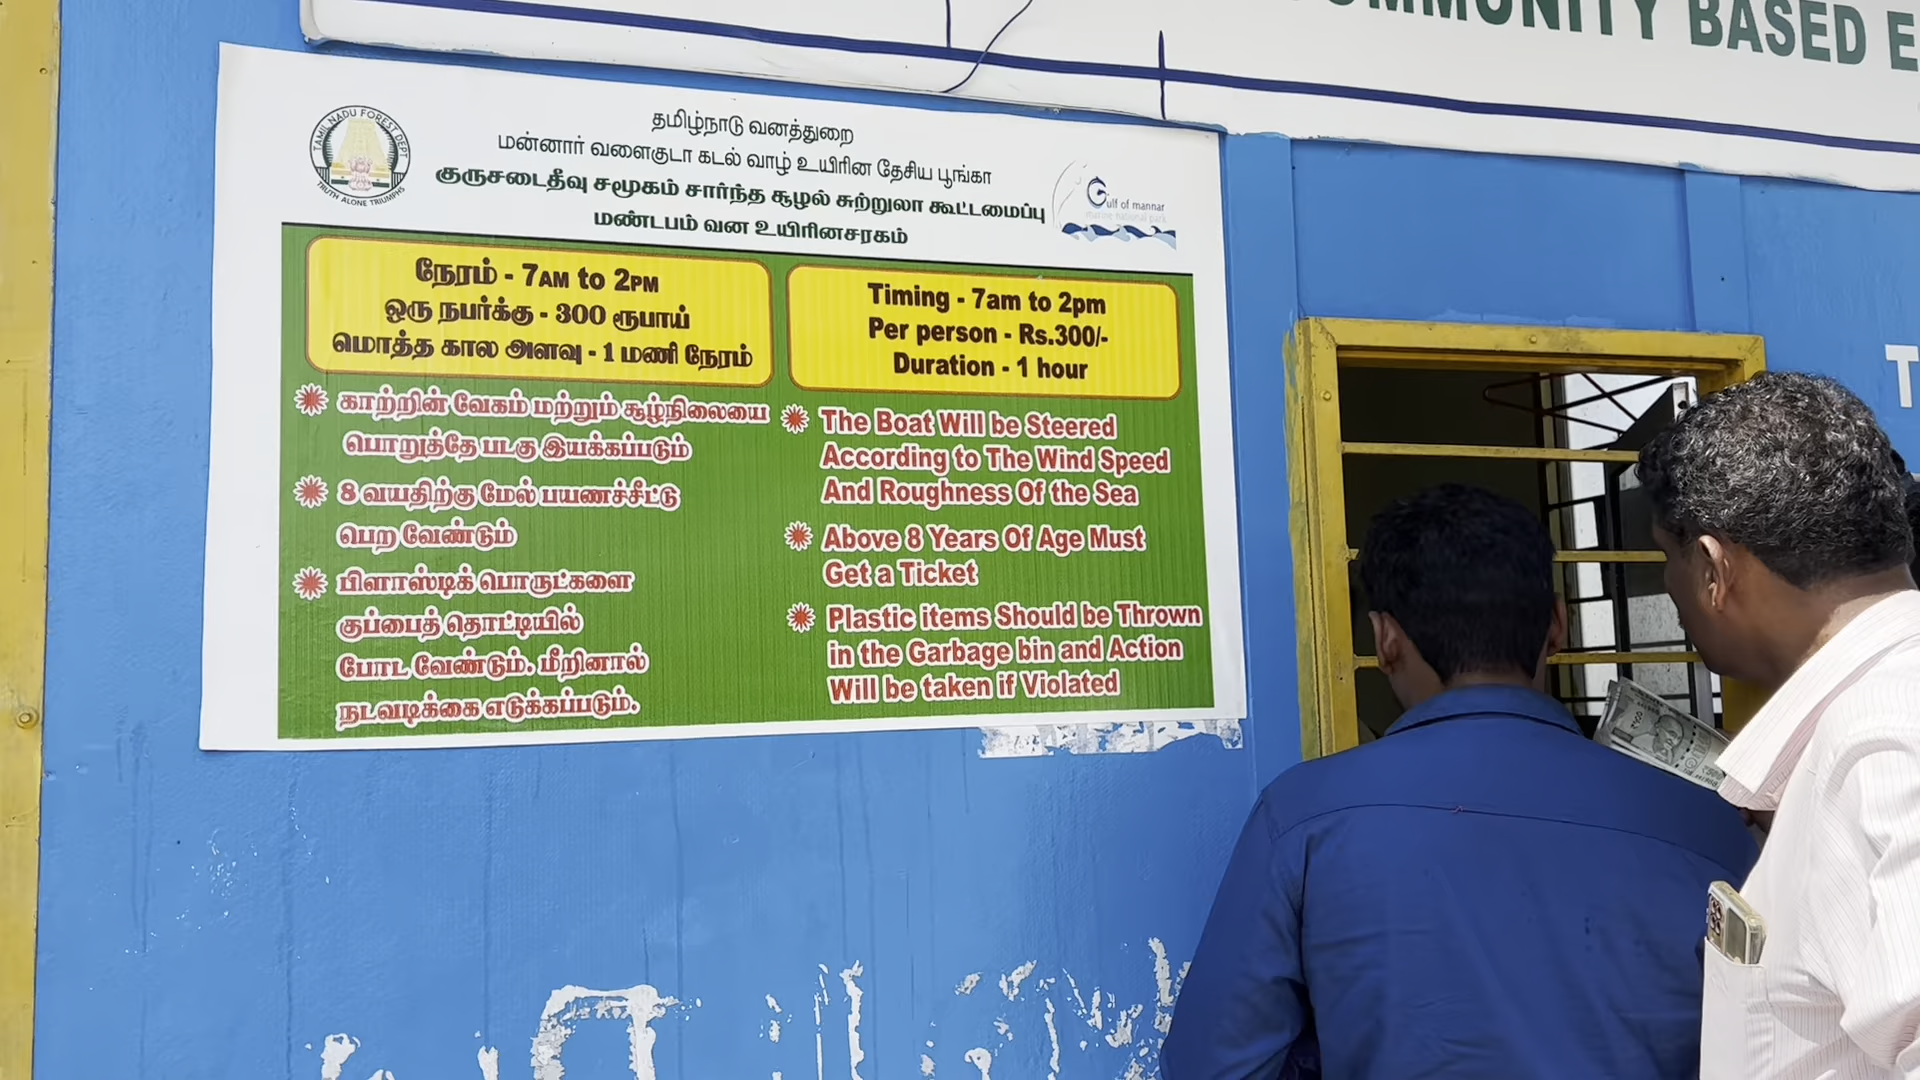 COMMUNITY BASED E
TAMIL NADU FOREST DEPT
TRUTH ALONE TRIUMPHS
தமிழ்நாடு வனத்துறை
மன்னார் வளைகுடா கடல் வாழ் உயிரின தேசிய பூங்கா
குருசடைதீவு சமூகம் சார்ந்த சூழல் சுற்றுலா கூட்டமைப்பு
மண்டபம் வன உயிரினசரகம்
Gulf of mannar
marine national park
நேரம் - 7AM to 2PM
ஒரு நபர்க்கு - 300 ரூபாய்
மொத்த கால அளவு - 1 மணி நேரம்
காற்றின் வேகம் மற்றும் சூழ்நிலையை
பொறுத்தே படகு இயக்கப்படும்
8 வயதிற்கு மேல் பயணச்சீட்டு
பெற வேண்டும்
பிளாஸ்டிக் பொருட்களை
குப்பைத் தொட்டியில்
போட வேண்டும். மீறினால்
நடவடிக்கை எடுக்கப்படும்.
Timing - 7am to 2pm
Per person - Rs.300/-
Duration - 1 hour
The Boat Will be Steered
According to The Wind Speed
And Roughness Of the Sea
Above 8 Years Of Age Must
Get a Ticket
Plastic items Should be Thrown
in the Garbage bin and Action
Will be taken if Violated
T